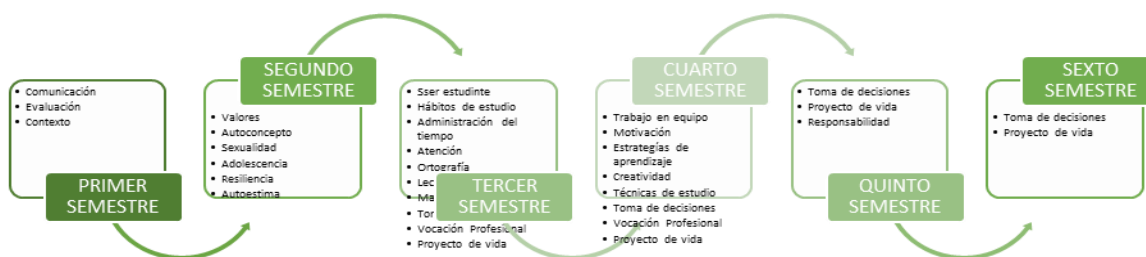 • Comunicación
• Evaluación
• Contexto
PRIMER
SEMESTRE
SEGUNDO
SEMESTRE
• Valores
• Autoconcepto
• Sexualidad
• Adolescencia
• Resiliencia
• Autoestima
• Sser estudinte
• Hábitos de estudio
• Administración del
tiempo
• Atención
• Ortografía
• Lec
• Ma
• Tor
• Vocación Profesional
• Proyecto de vida
TERCER
SEMESTRE
CUARTO
SEMESTRE
• Trabajo en equipo
• Motivación
• Estrategías de
aprendizaje
• Creatividad
• Técnicas de estudio
• Toma de decisiones
• Vocación Profesional
• Proyecto de vida
• Toma de decisiones
• Proyecto de vida
• Responsabilidad
QUINTO
SEMESTRE
SEXTO
SEMESTRE
• Toma de decisiones
• Proyecto de vida